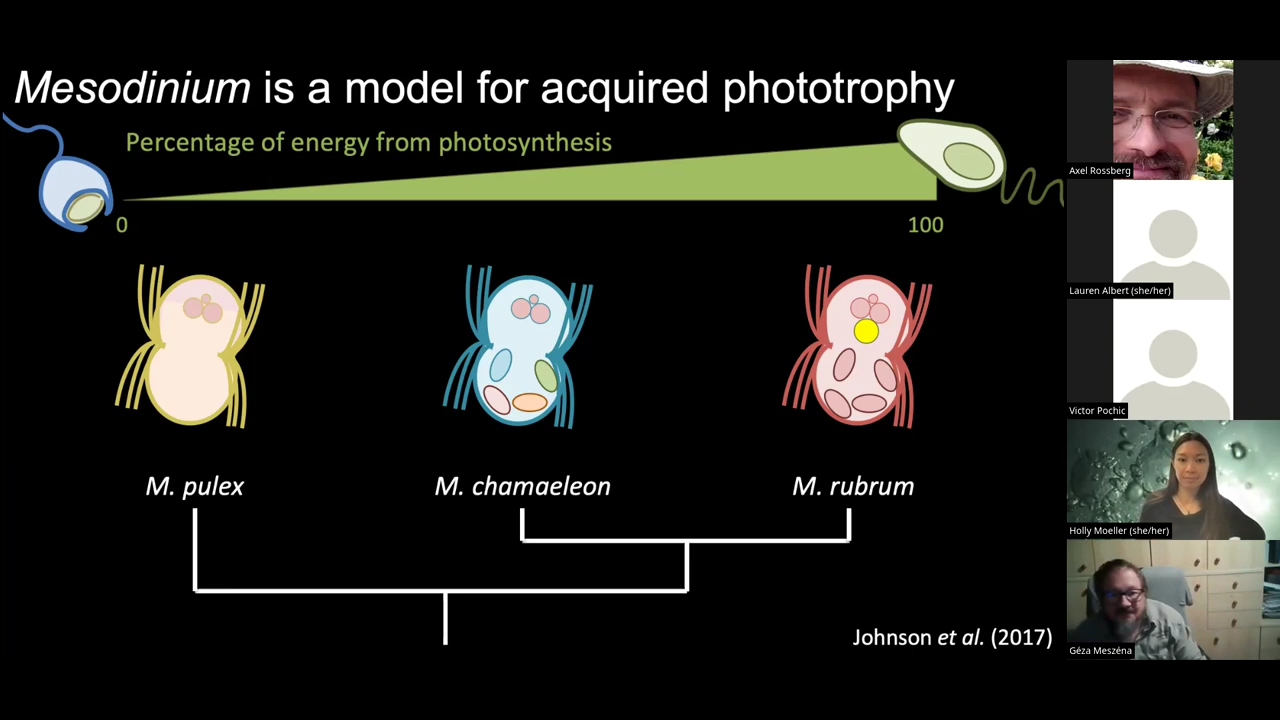 Mesodinium is a model for acquired phototrophy
Percentage of energy from photosynthesis
0
100
M. pulex
M. chamaeleon
M. rubrum
Johnson et al. (2017)
Axel Rossberg
Lauren Albert (she/her)
Victor Pochic
Holly Moeller (she/her)
Géza Meszéna